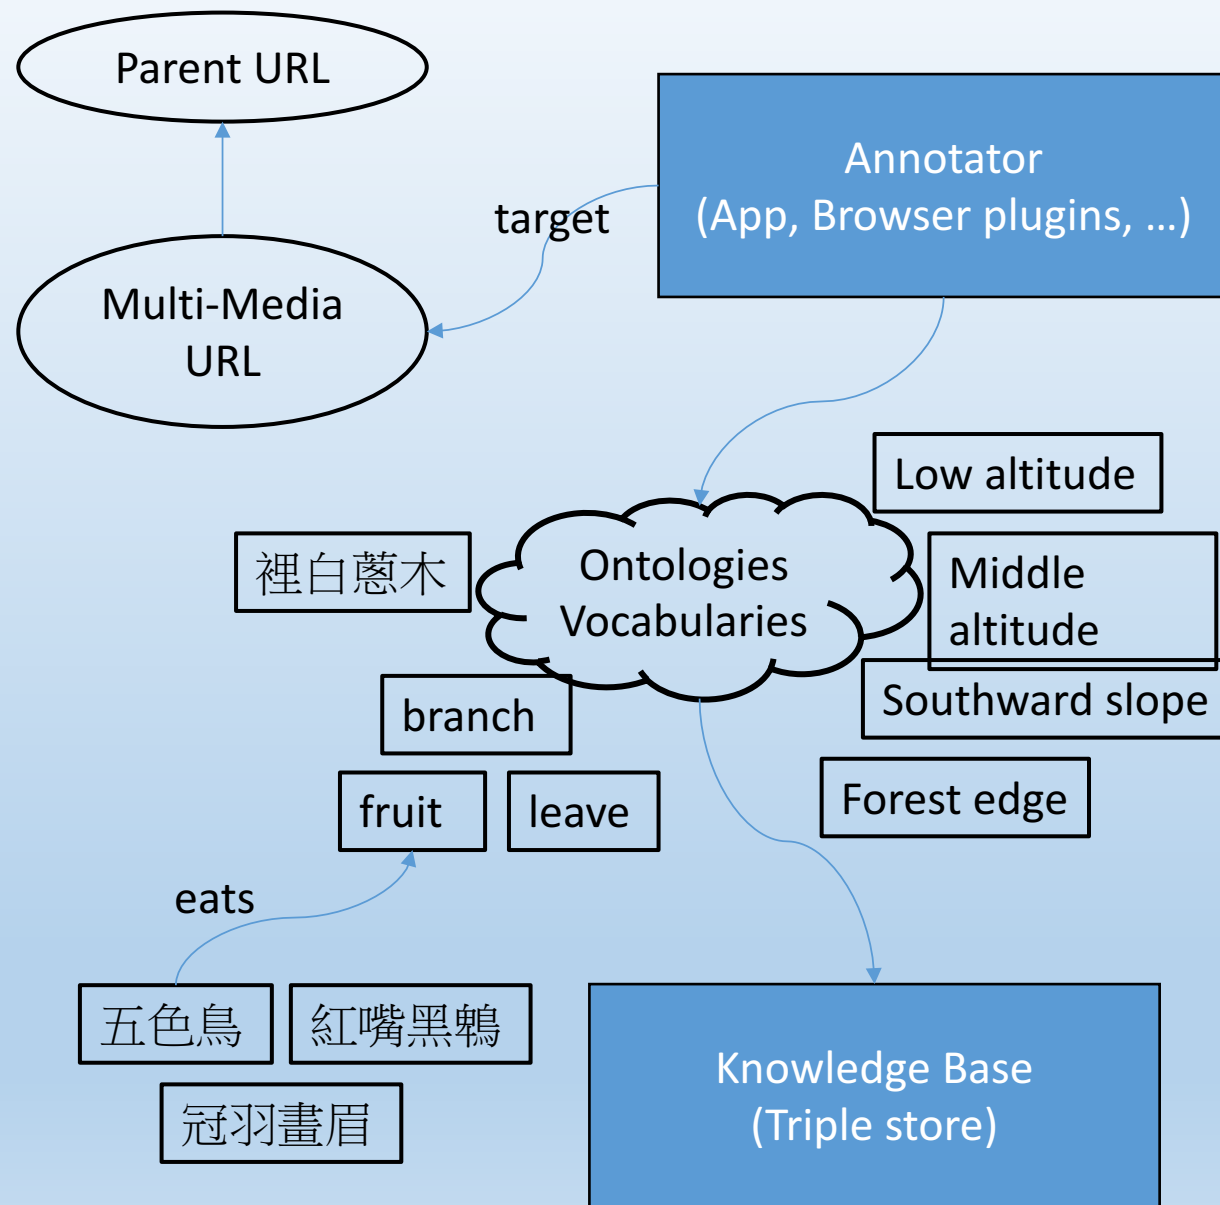 Parent URL
Annotator
(App, Browser plugins, ...)
target
Multi-Media
URL
Low altitude
Ontologies
Vocabularies
裡白蔥木
Middle
altitude
branch
Southward slope
fruit
leave
Forest edge
eats
五色鳥
紅嘴黑鵯
冠羽畫眉
Knowledge Base
(Triple store)